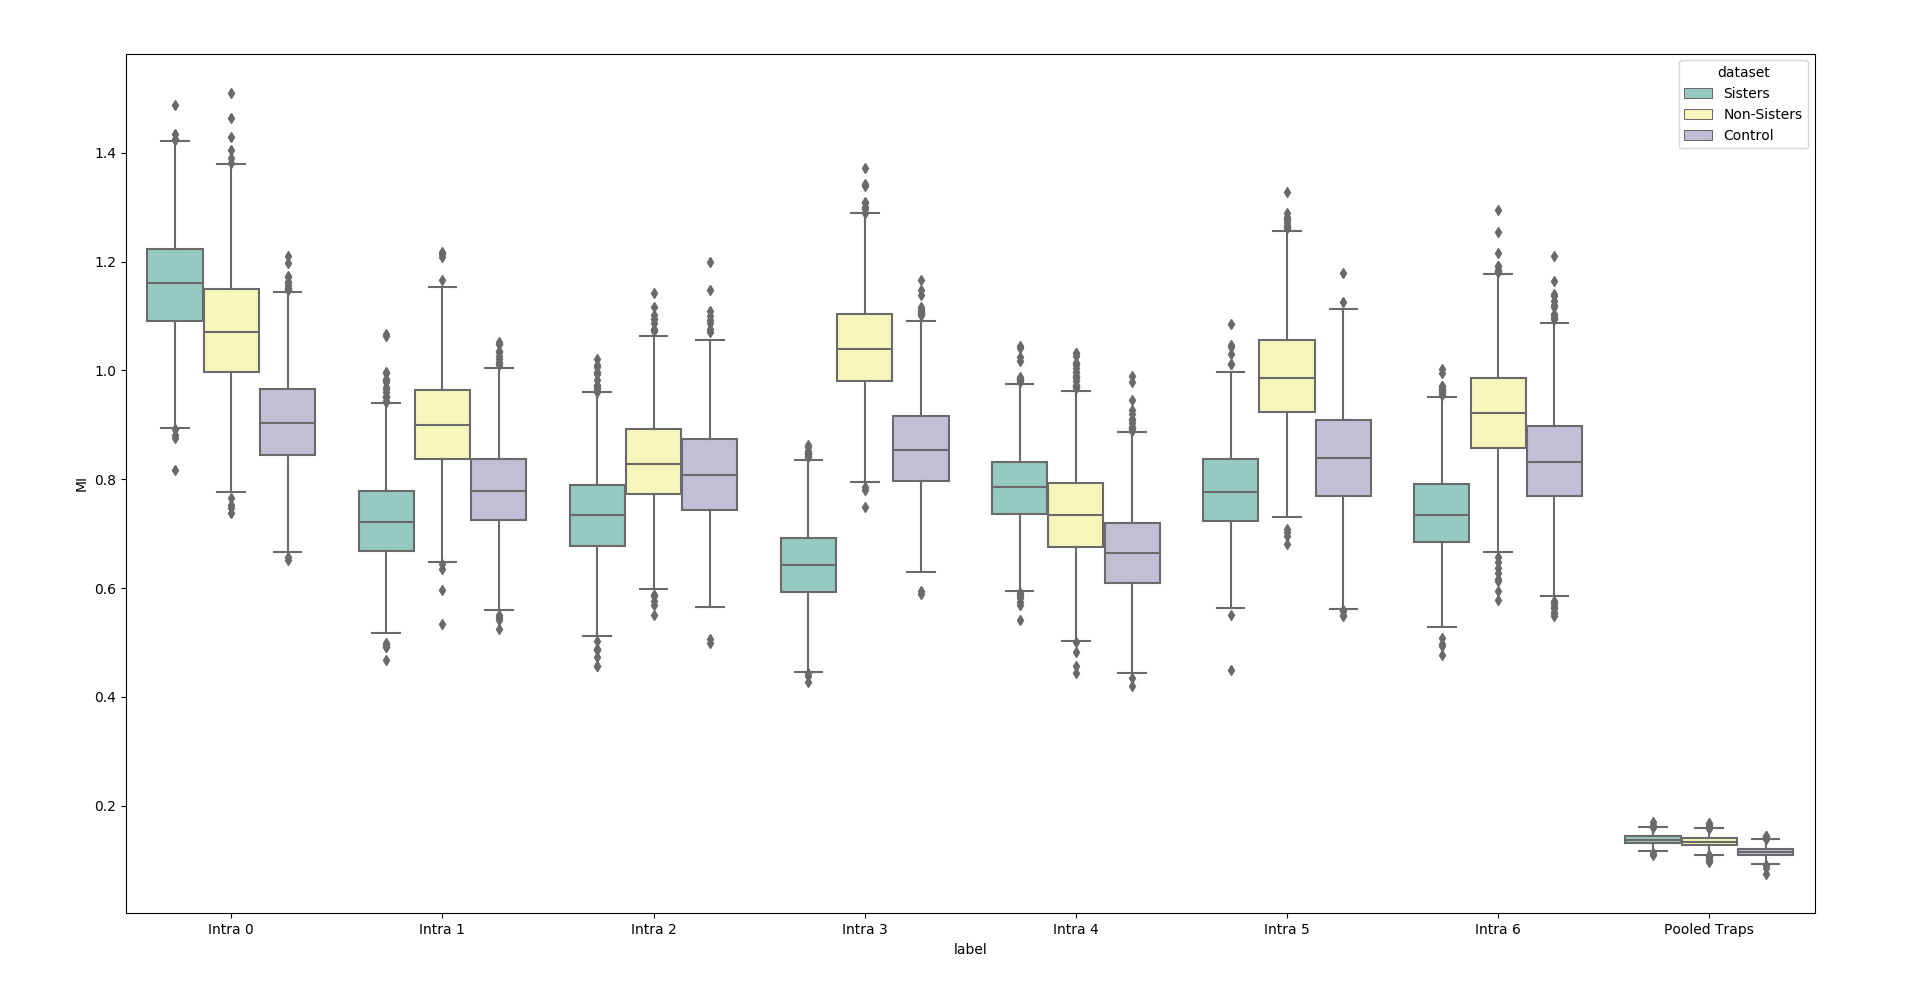 dataset
Sisters
Non-Sisters
Control
1.4
1.2
1.0
0.8
0.6
0.4
0.2
MI
Intra 0 Intra 1 Intra 2 Intra 3 Intra 4 Intra 5 Intra 6 Pooled Traps
label